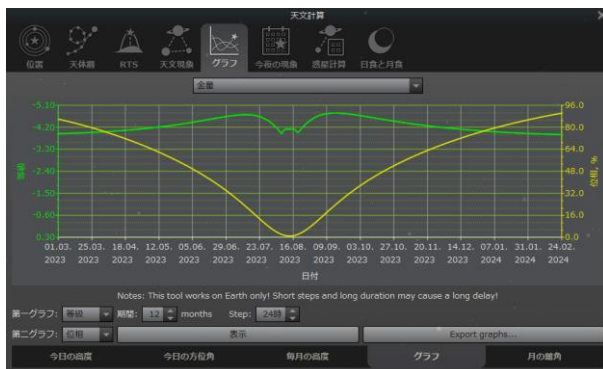 天文計算
位置 天体暦 RTS 天文現象 グラフ 今夜の現象 惑星計算 日食と月食
金星
-5.10 96.0
-4.20 80.0
-3.30 64.0
-2.40 48.0
-1.50 32.0
-0.60 16.0
0.30 0.0
等級
位相, %
01.03. 25.03. 18.04. 12.05. 05.06. 29.06. 23.07. 16.08. 09.09. 03.10. 27.10. 20.11. 14.12. 07.01. 31.01. 24.02.
2023 2023 2023 2023 2023 2023 2023 2023 2023 2023 2023 2023 2023 2024 2024 2024
日付
Notes: This tool works on Earth only! Short steps and long duration may cause a long delay!
第一グラフ: 等級 期間: 12 months Step: 24時
第二グラフ: 位相 表示 Export graphs...
今日の高度 今日の方位角 毎月の高度 グラフ 月の離角